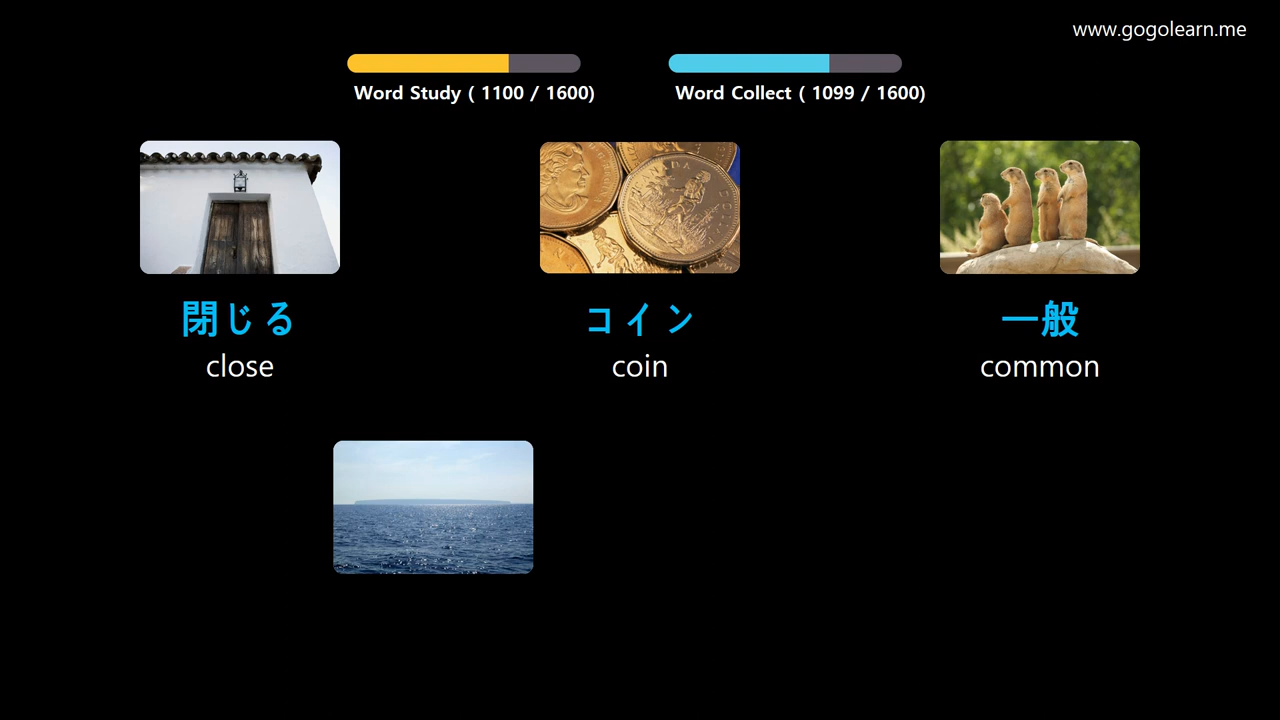 www.gogolearn.me
Word Study ( 1100 / 1600)
Word Collect ( 1099 / 1600)
閉じる
close
コイン
coin
一般
common